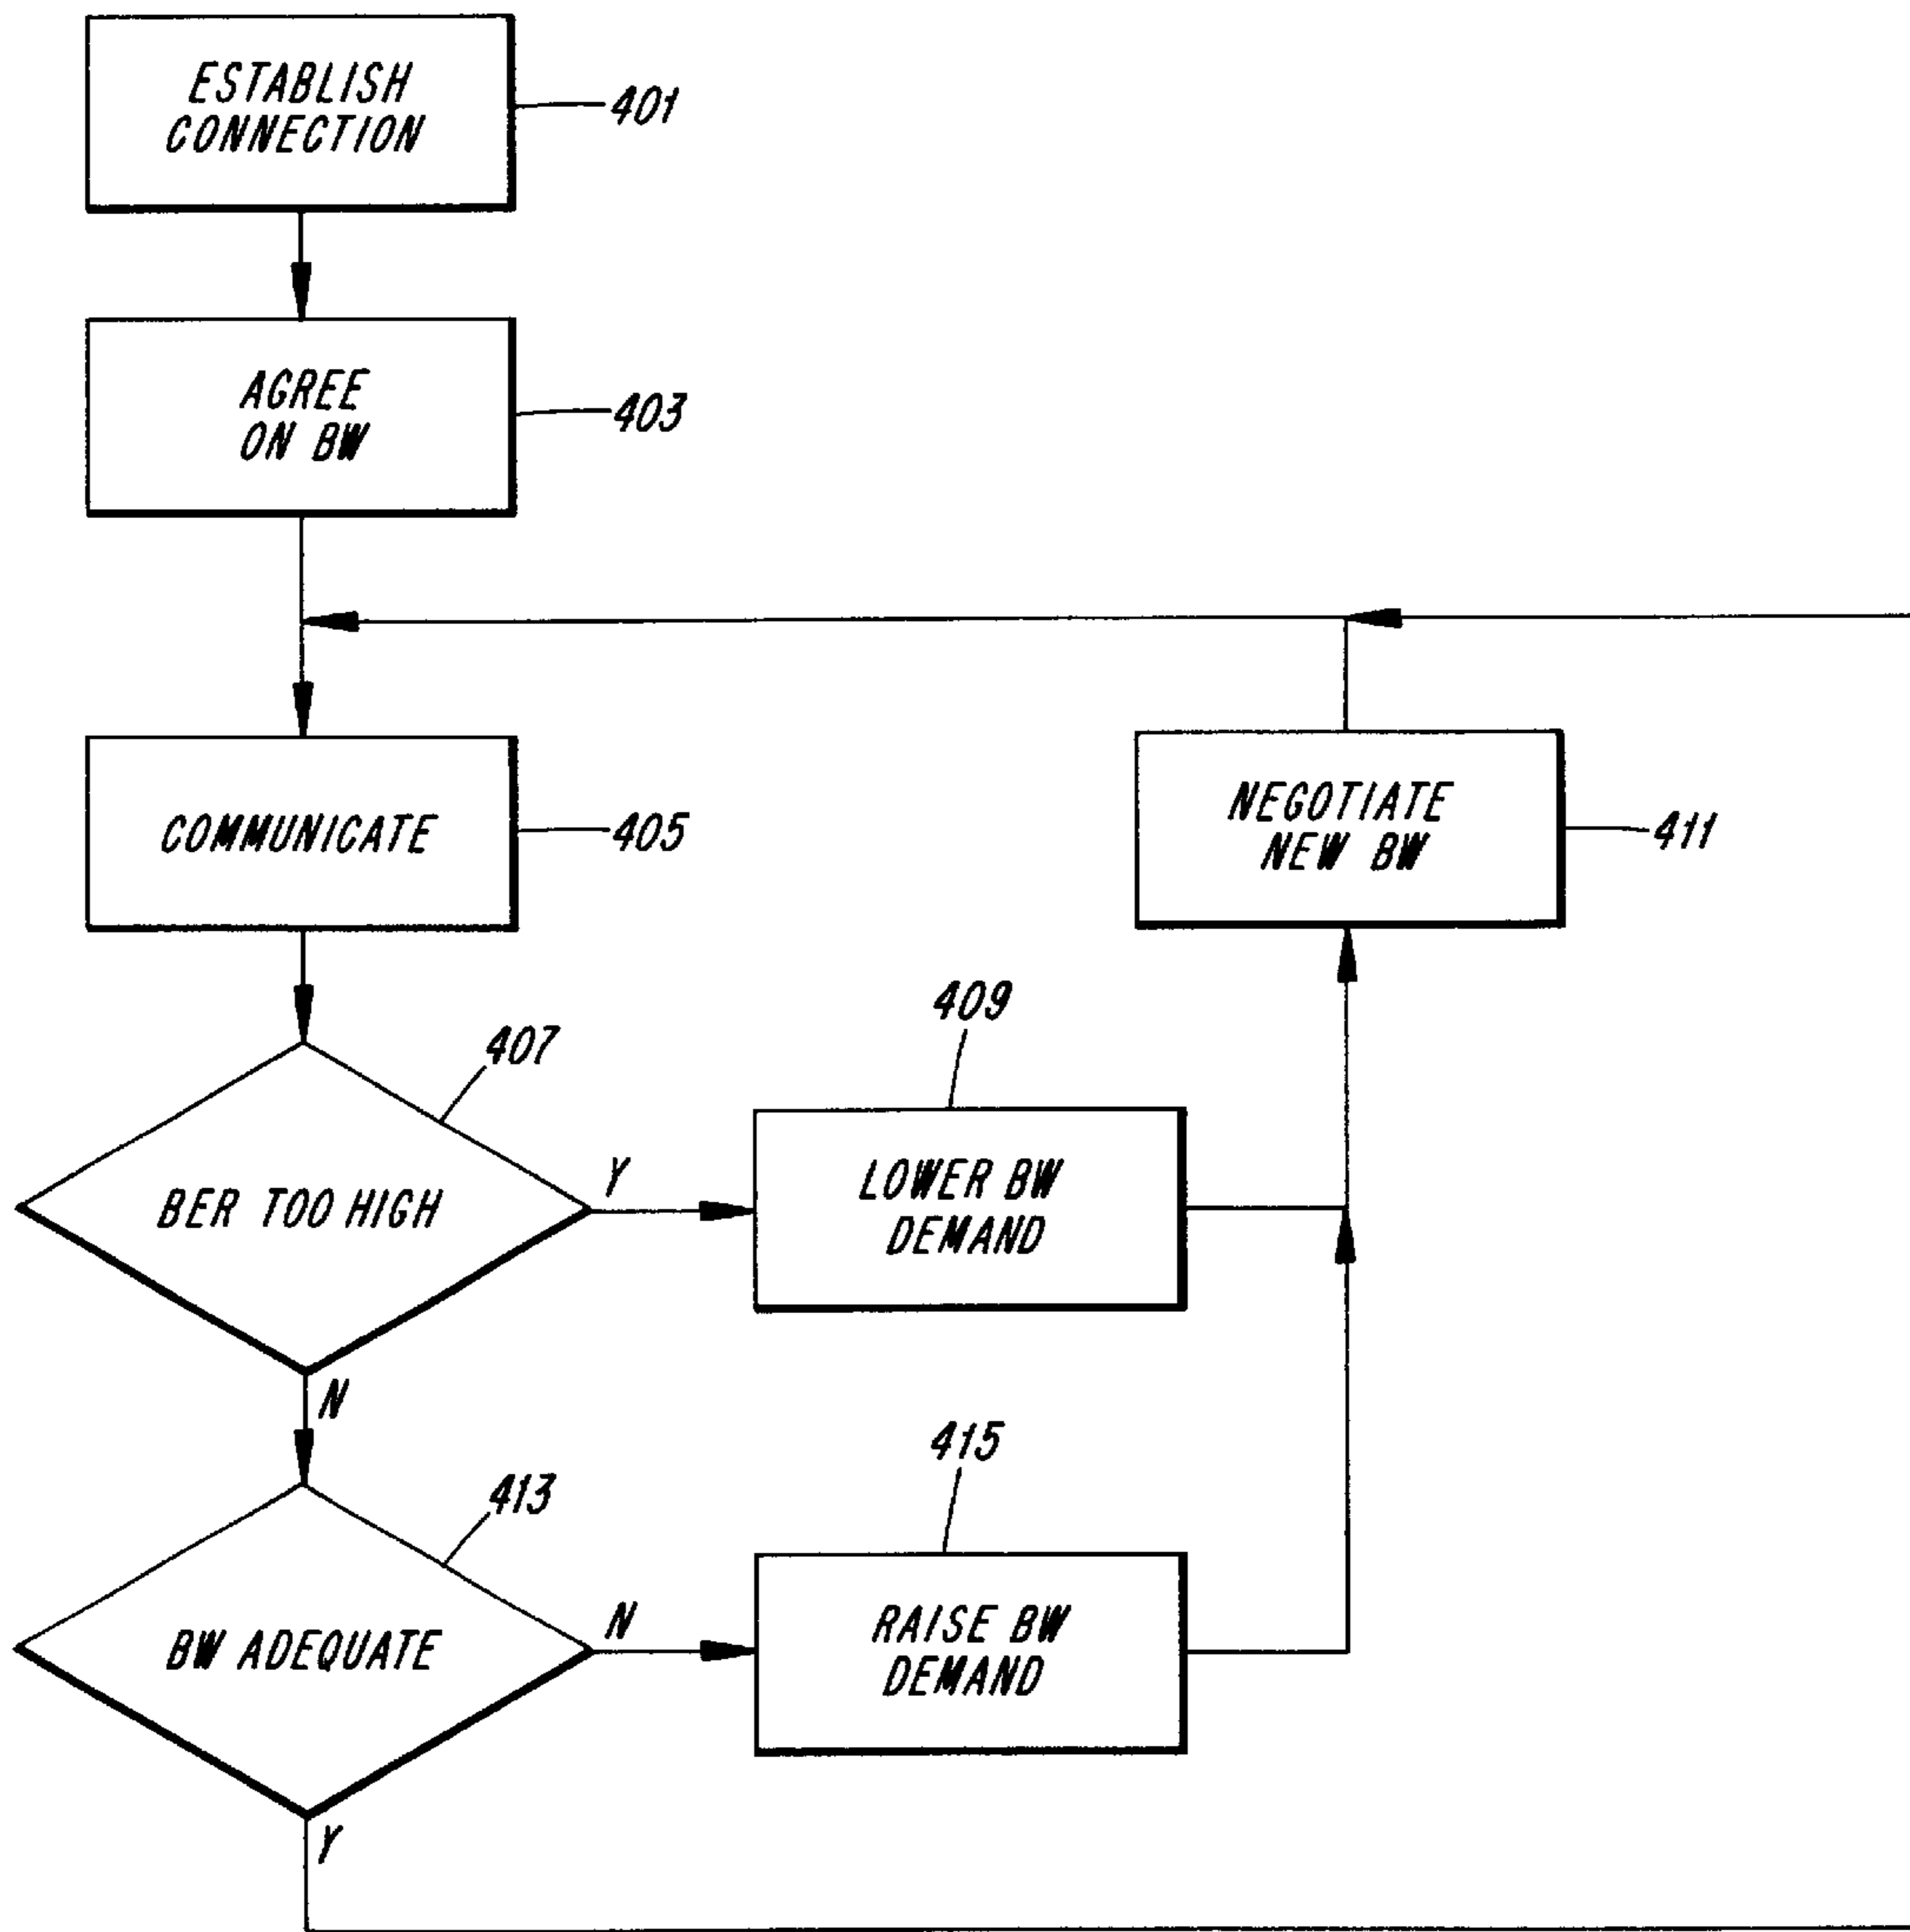 ESTABLISH
CONNECTION
401
AGREE
ON BW
403
COMMUNICATE
405
NEGOTIATE
NEW BW
411
409
407
BER TOO HIGH
Y
LOWER BW
DEMAND
N
415
413
BW ADEQUATE
N
RAISE BW
DEMAND
Y